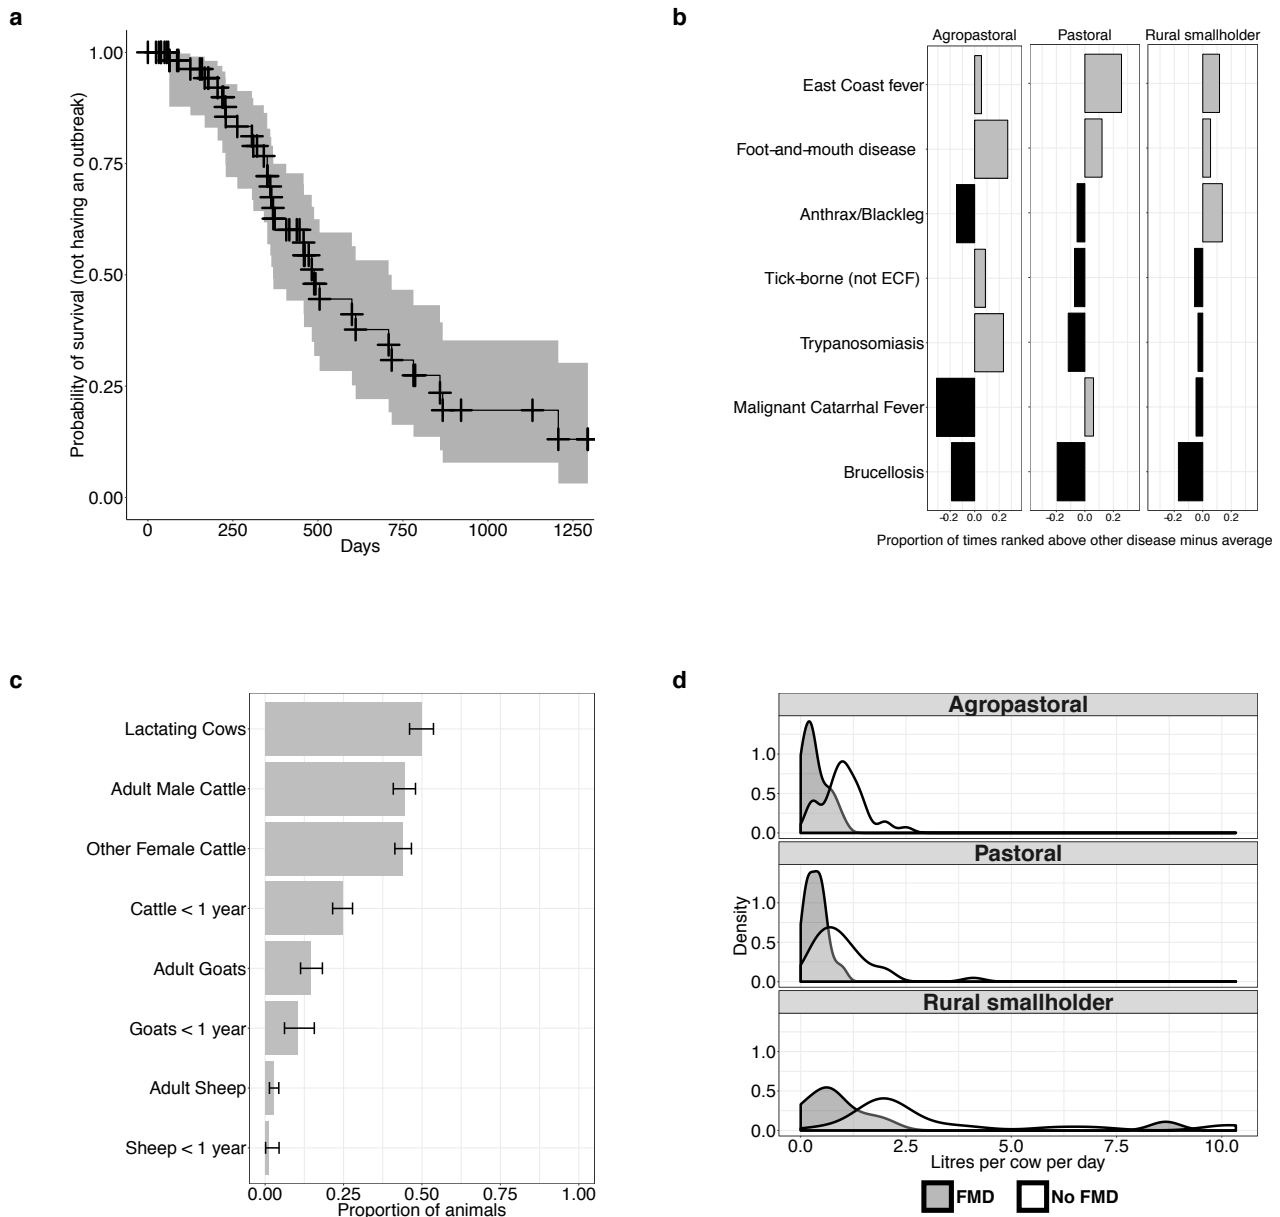 a
Probability of survival (not having an outbreak)
1.00
0.75
0.50
0.25
0.00
0 250 500 750 1000 1250
Days
b
Agropastoral Pastoral Rural smallholder
East Coast fever
Foot-and-mouth disease
Anthrax/Blackleg
Tick-borne (not ECF)
Trypanosomiasis
Malignant Catarrhal Fever
Brucellosis
-0.2 0.0 0.2 -0.2 0.0 0.2 -0.2 0.0 0.2
Proportion of times ranked above other disease minus average
c
Lactating Cows
Adult Male Cattle
Other Female Cattle
Cattle < 1 year
Adult Goats
Goats < 1 year
Adult Sheep
Sheep < 1 year
0.00 0.25 0.50 0.75 1.00
Proportion of animals
d
Agropastoral
1.0
0.5
0.0
Pastoral
Density
1.0
0.5
0.0
Rural smallholder
1.0
0.5
0.0
0.0 2.5 5.0 7.5 10.0
Litres per cow per day
FMD No FMD